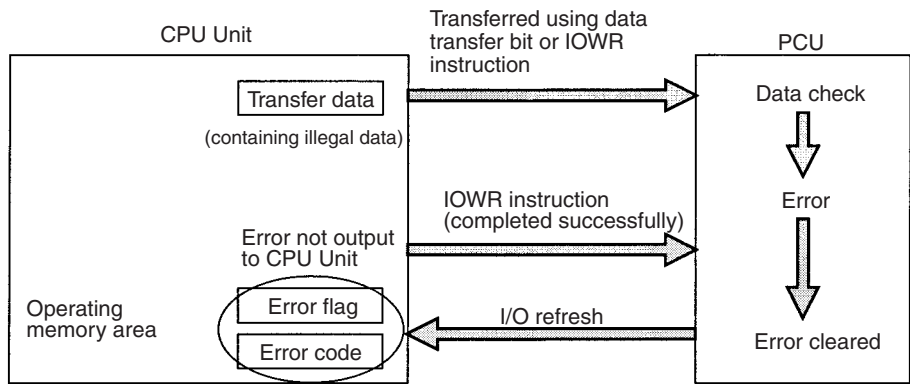 CPU Unit
Transferred using data
transfer bit or IOWR
instruction
PCU
Transfer data
(containing illegal data)
Data check
IOWR instruction
(completed successfully)
Error
Error not output
to CPU Unit
Operating
memory area
Error flag
Error code
I/O refresh
Error cleared